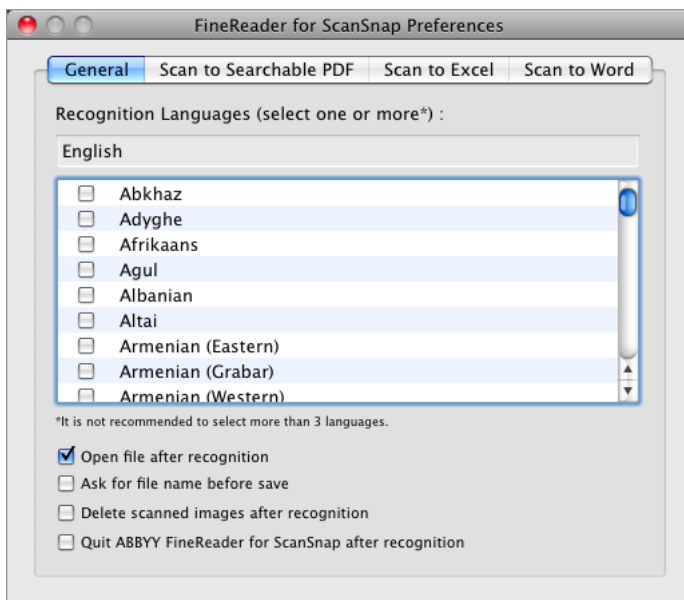 FineReader for ScanSnap Preferences
General Scan to Searchable PDF Scan to Excel Scan to Word
Recognition Languages (select one or more*) :
English
Abkhaz
Adyghe
Afrikaans
Agul
Albanian
Altai
Armenian (Eastern)
Armenian (Grabar)
Armenian (Western)
*It is not recommended to select more than 3 languages.
Open file after recognition
Ask for file name before save
Delete scanned images after recognition
Quit ABBYY FineReader for ScanSnap after recognition